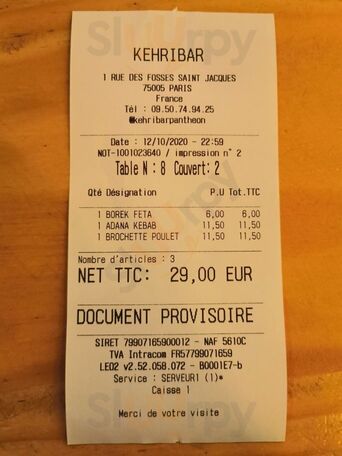 KEHRIBAR
1 RUE DES FOSSES SAINT JACQUES
75005 PARIS
France
Tél : 09.50.74.94.25
@kehribarpantheon
Date : 12/10/2020 - 22:59
NOT-1001023640 / impression n° 2
Table N : 8 Couvert: 2
Qté Désignation P.U Tot.TTC
1 BOREK FETA 6,00 6,00
1 ADANA KEBAB 11,50 11,50
1 BROCHETTE POULET 11,50 11,50
Nombre d'articles : 3
NET TTC: 29,00 EUR
DOCUMENT PROVISOIRE
SIRET 79907165900012 - NAF 5610C
TVA Intracom FR57799071659
LEO2 v2.52.058.072 - B0001E7-b
Service : SERVEUR1 (1)*
Caisse 1
Merci de votre visite